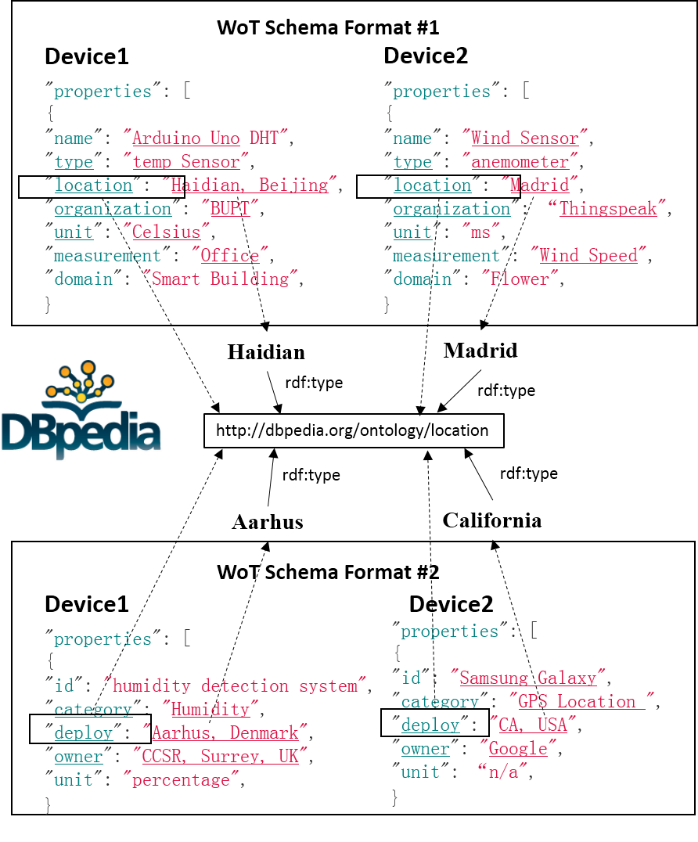 WoT Schema Format #1
Device1
"properties": [
{
"name": "Arduino Uno DHT",
"type": "temp Sensor",
"location": "Haidian, Beijing",
"organization": "BUPT",
"unit": "Celsius",
"measurement": "Office",
"domain": "Smart Building",
}
Device2
"properties": [
{
"name": "Wind Sensor",
"type": "anemometer",
"location": "Madrid",
"organization": “Thingspeak",
"unit": "ms",
"measurement": "Wind Speed",
"domain": "Flower",
}
Haidian
Madrid
rdf:type
rdf:type
DBpedia
http://dbpedia.org/ontology/location
rdf:type
rdf:type
Aarhus
California
WoT Schema Format #2
Device1
"properties": [
{
"id": "humidity detection system",
"category": "Humidity",
"deploy": "Aarhus, Denmark",
"owner": "CCSR, Surrey, UK",
"unit": "percentage",
}
Device2
"properties": [
{
"id": "Samsung Galaxy",
"category": "GPS Location ",
"deploy": "CA, USA",
"owner": "Google",
"unit": “n/a",
}